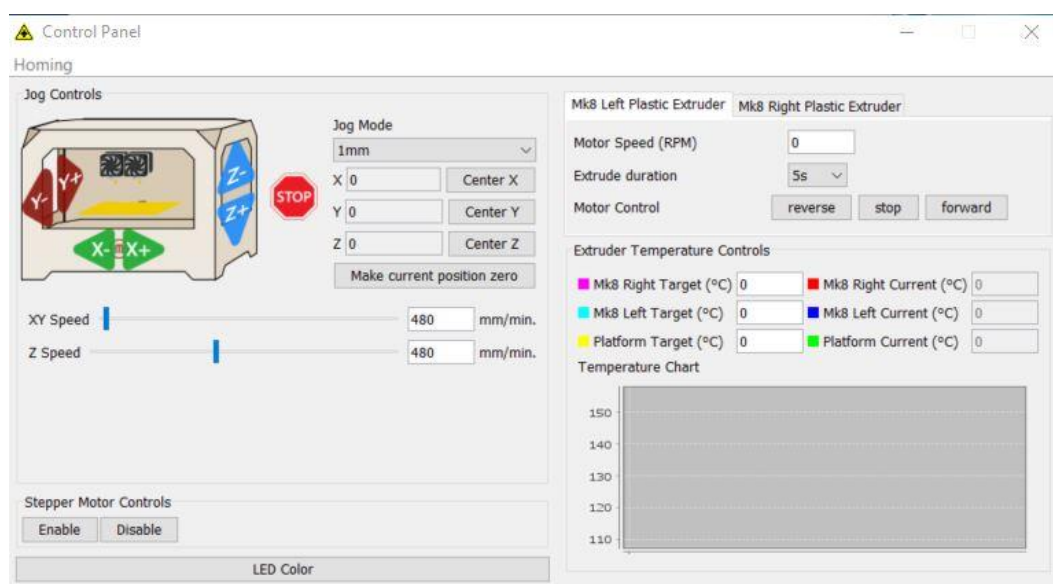 Control Panel
Homing
Jog Controls
Y- Y+
Z-
Z+
X- X+
STOP
Jog Mode
1mm
X 0 Center X
Y 0 Center Y
Z 0 Center Z
Make current position zero
XY Speed 480 mm/min.
Z Speed 480 mm/min.
Stepper Motor Controls
Enable Disable
LED Color
Mk8 Left Plastic Extruder Mk8 Right Plastic Extruder
Motor Speed (RPM) 0
Extrude duration 5s
Motor Control reverse stop forward
Extruder Temperature Controls
Mk8 Right Target (°C) 0 Mk8 Right Current (°C) 0
Mk8 Left Target (°C) 0 Mk8 Left Current (°C) 0
Platform Target (°C) 0 Platform Current (°C) 0
Temperature Chart
150
140
130
120
110